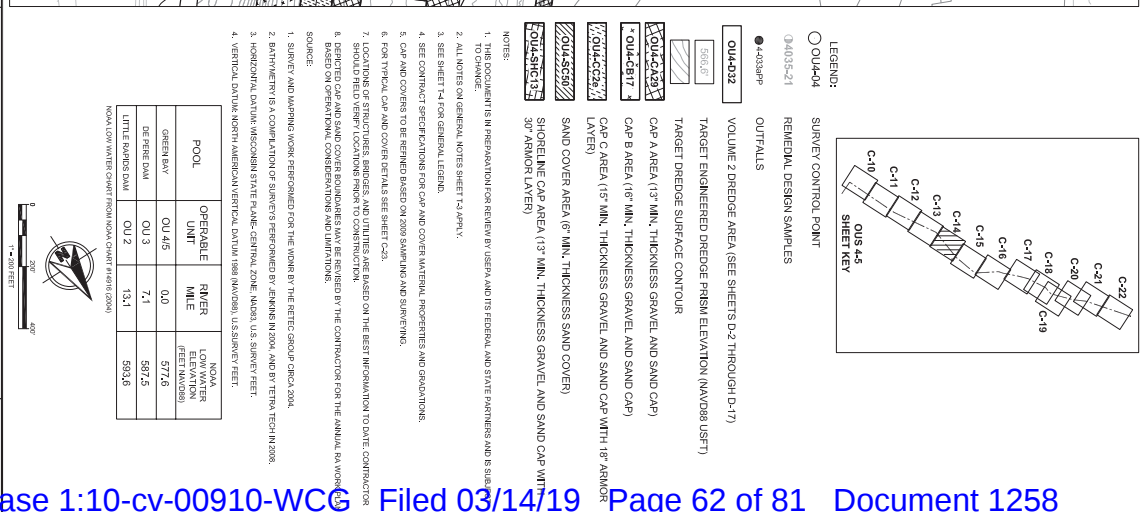 LEGEND:
OU4-04 SURVEY CONTROL POINT
4035-21 REMEDIAL DESIGN SAMPLES
OUTFALLS
OU4-D32 VOLUME 2 DREDGE AREA (SEE SHEETS D-2 THROUGH D-17)
566.6' TARGET ENGINEERED DREDGE PRISM ELEVATION (NAVD88 USFT)
TARGET DREDGE SURFACE CONTOUR
OU4-CA29 CAP A AREA (13" MIN. THICKNESS GRAVEL AND SAND CAP)
OU4-CB17 CAP B AREA (16" MIN. THICKNESS GRAVEL AND SAND CAP)
OU4-CC2e CAP C AREA (15" MIN. THICKNESS GRAVEL AND SAND CAP WITH 18" ARMOR
LAYER)
OU4-SC50 SAND COVER AREA (6" MIN. THICKNESS SAND COVER)
OU4-SHC13 SHORELINE CAP AREA (13" MIN. THICKNESS GRAVEL AND SAND CAP WITH
30" ARMOR LAYER)
C-10
C-11
C-12
C-13
C-14
C-15
C-16
C-17
C-18
C-19
C-20
C-21
C-22
OUS 4-5
SHEET KEY
NOTES:
1. THIS DOCUMENT IS IN PREPARATION FOR REVIEW BY USEPA AND ITS FEDERAL AND STATE PARTNERS AND IS SUBJECT
TO CHANGE.
2. ALL NOTES ON GENERAL NOTES SHEET T-3 APPLY.
3. SEE SHEET T-4 FOR GENERAL LEGEND.
4. SEE CONTRACT SPECIFICATIONS FOR CAP AND COVER MATERIAL PROPERTIES AND GRADATIONS.
5. CAP AND COVERS TO BE REFINED BASED ON 2009 SAMPLING AND SURVEYING.
6. FOR TYPICAL CAP AND COVER DETAILS SEE SHEET C-23.
7. LOCATIONS OF STRUCTURES, BRIDGES, AND UTILITIES ARE BASED ON THE BEST INFORMATION TO DATE. CONTRACTOR
SHOULD FIELD VERIFY LOCATIONS PRIOR TO CONSTRUCTION.
8. DEPICTED CAP AND SAND COVER BOUNDARIES MAY BE REVISED BY THE CONTRACTOR FOR THE ANNUAL RA WORKPLAN
BASED ON OPERATIONAL CONSIDERATIONS AND LIMITATIONS.
SOURCE:
1. SURVEY AND MAPPING WORK PERFORMED FOR THE WDNR BY THE RETEC GROUP CIRCA 2004.
2. BATHYMETRY IS A COMPILATION OF SURVEYS PERFORMED BY JENKINS IN 2004, AND BY TETRA TECH IN 2008.
3. HORIZONTAL DATUM: WISCONSIN STATE PLANE- CENTRAL ZONE, NAD83, U.S. SURVEY FEET.
4. VERTICAL DATUM: NORTH AMERICAN VERTICAL DATUM 1988 (NAVD88), U.S.SURVEY FEET.
POOL OPERABLE UNIT RIVER MILE NOAA LOW WATER ELEVATION (FEET NAVD88)
GREEN BAY OU 4/5 0.0 577.6
DE PERE DAM OU 3 7.1 587.5
LITTLE RAPIDS DAM OU 2 13.1 593.6
NOAA LOW WATER CHART FROM NOAA CHART #14916 (2004)
0 200' 400'
1" = 200 FEET
ase 1:10-cv-00910-WCG Filed 03/14/19 Page 62 of 81 Document 1258